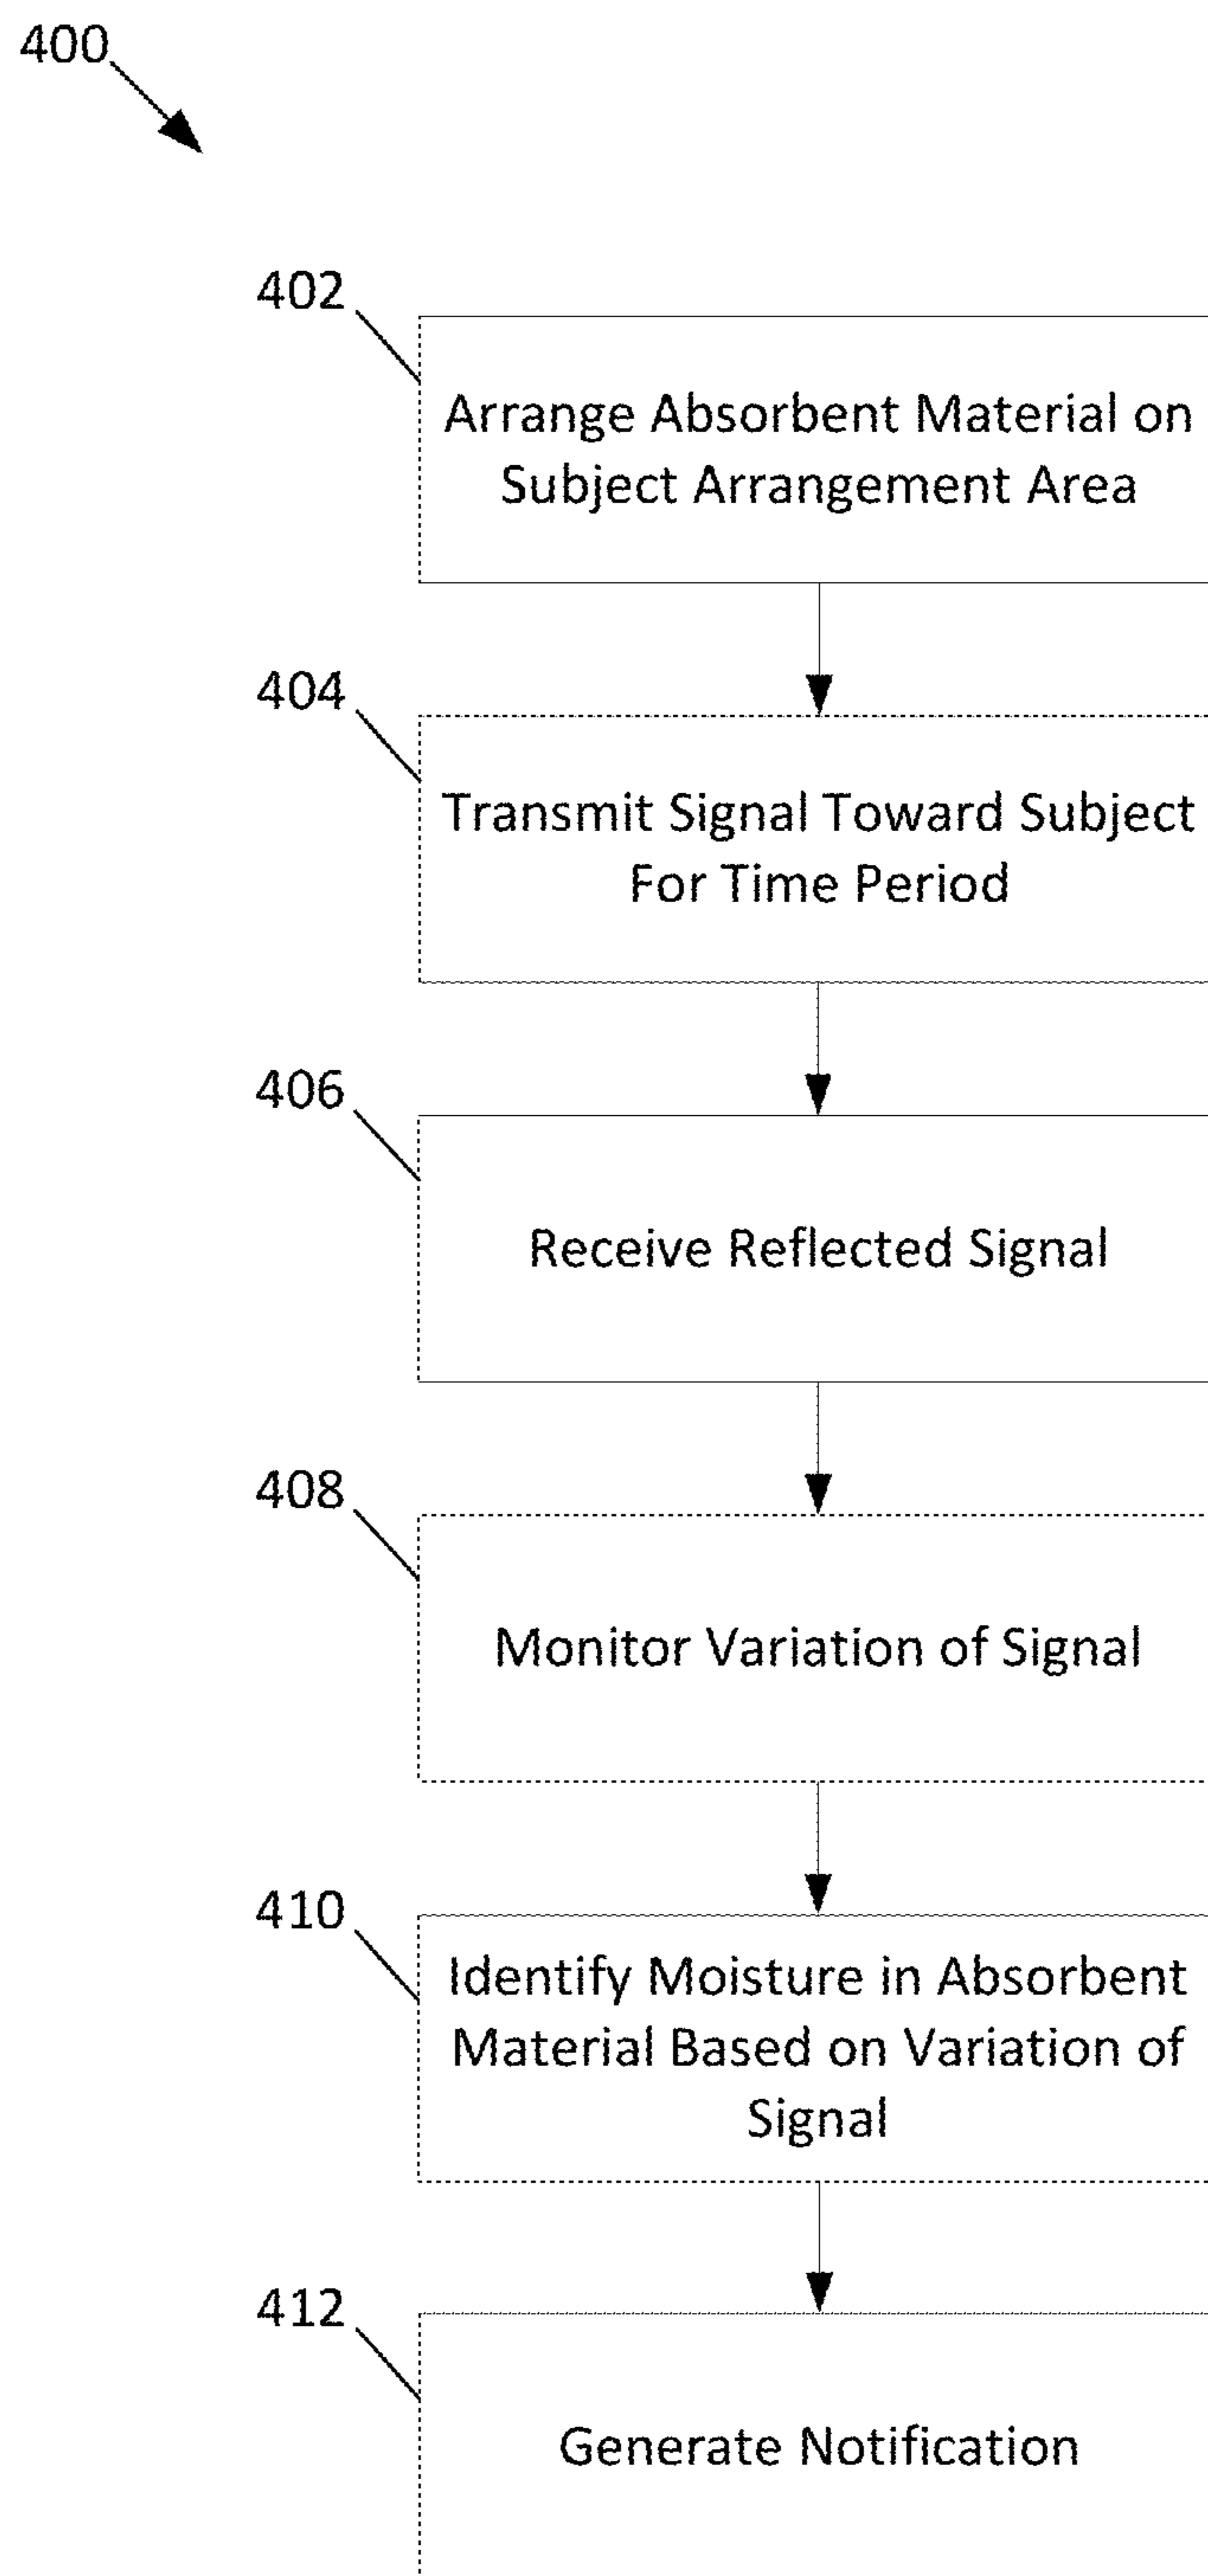 400
402
Arrange Absorbent Material on
Subject Arrangement Area
404
Transmit Signal Toward Subject
For Time Period
406
Receive Reflected Signal
408
Monitor Variation of Signal
410
Identify Moisture in Absorbent
Material Based on Variation of
Signal
412
Generate Notification